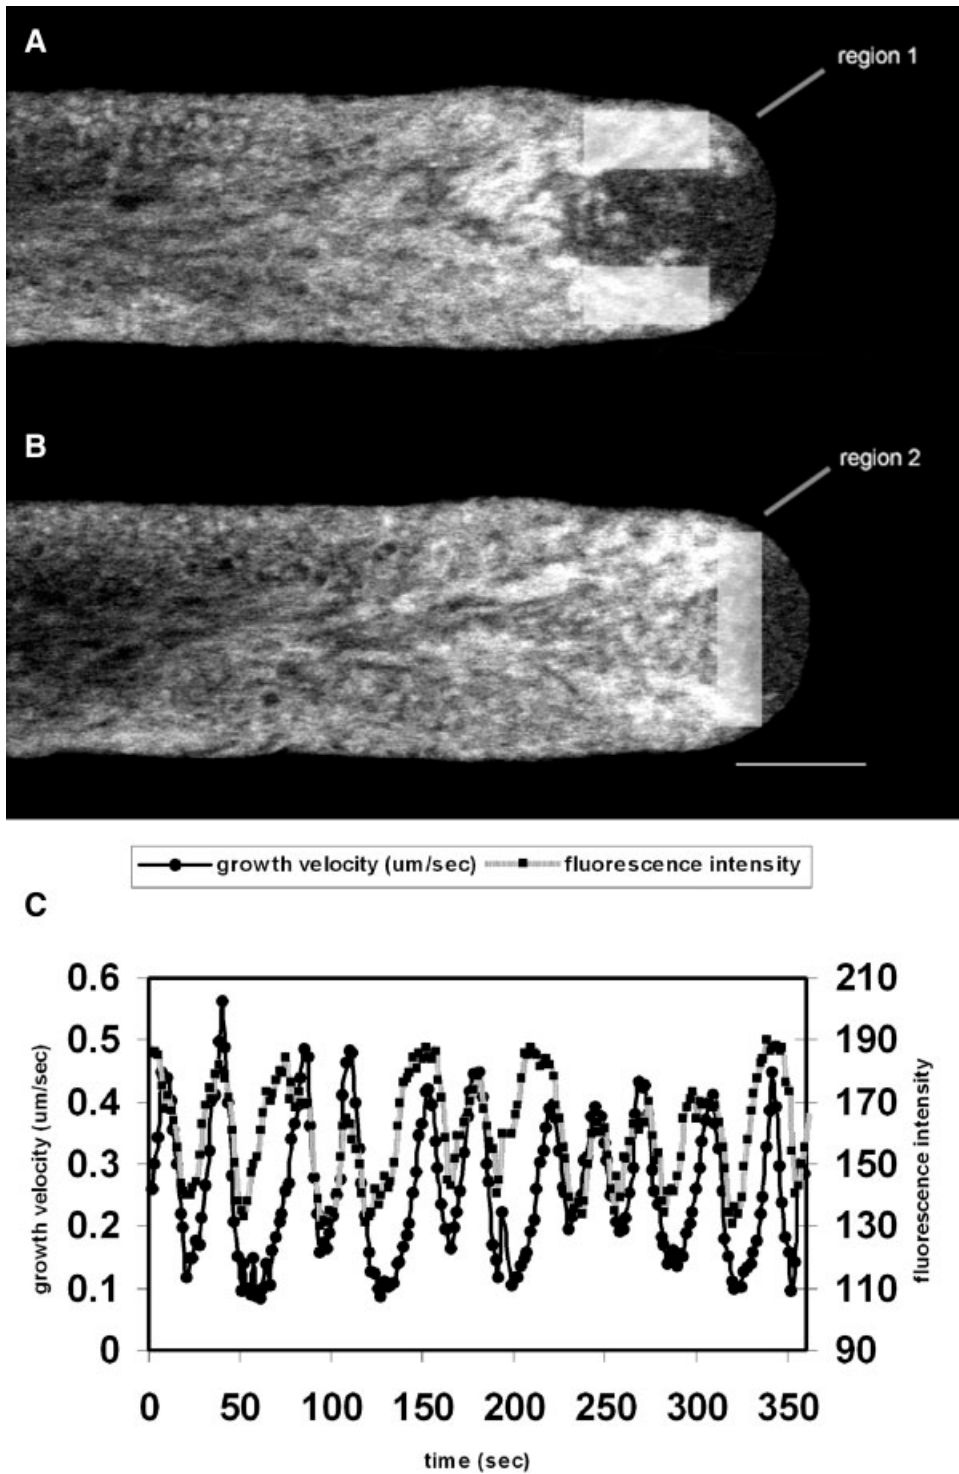 A
region 1
B
region 2
growth velocity (um/sec) fluorescence intensity
C
0.6 210
0.5 190
0.4 170
0.3 150
0.2 130
0.1 110
0 90
growth velocity (um/sec)
fluorescence intensity
0 50 100 150 200 250 300 350
time (sec)